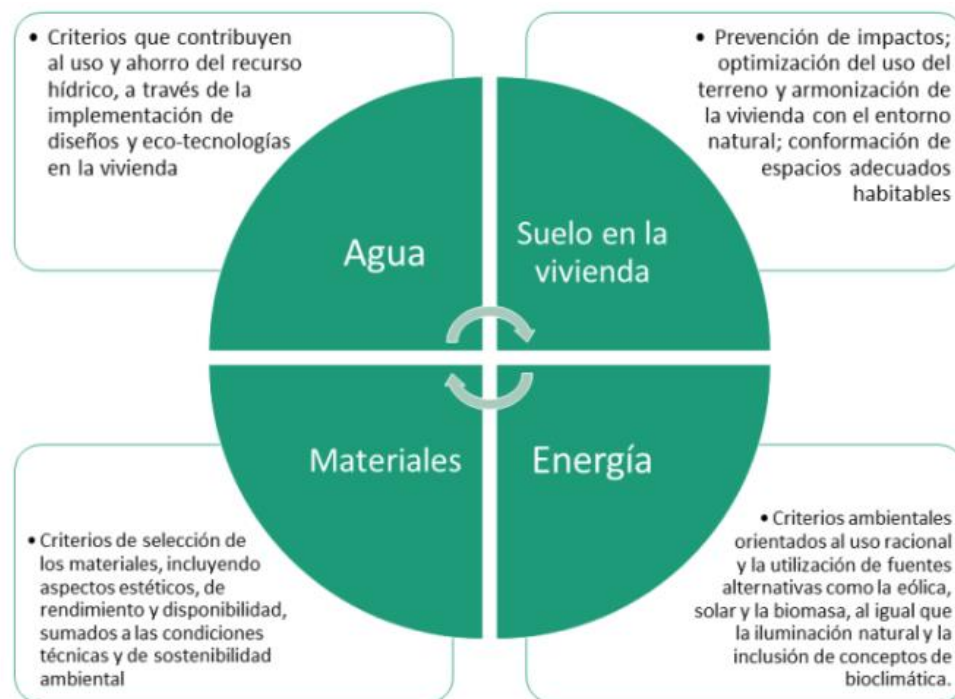 • Criterios que contribuyen
al uso y ahorro del recurso
hídrico, a través de la
implementación de
diseños y eco-tecnologías
en la vivienda
• Prevención de impactos;
optimización del uso del
terreno y armonización de
la vivienda con el entorno
natural; conformación de
espacios adecuados
habitables
Agua
Suelo en la
vivienda
Materiales
Energía
• Criterios de selección de
los materiales, incluyendo
aspectos estéticos, de
rendimiento y disponibilidad,
sumados a las condiciones
técnicas y de sostenibilidad
ambiental
• Criterios ambientales
orientados al uso racional
y la utilización de fuentes
alternativas como la eólica,
solar y la biomasa, al igual que
la iluminación natural y la
inclusión de conceptos de
bioclimática.